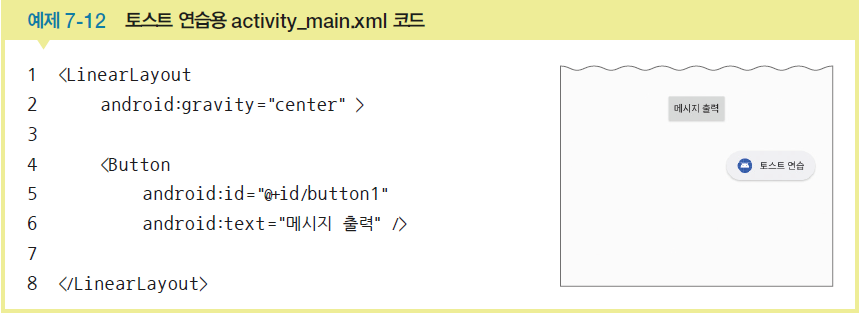 예제 7-12 토스트 연습용 activity_main.xml 코드
1 <LinearLayout
2 android:gravity="center" >
3
4 <Button
5 android:id="@+id/button1"
6 android:text="메시지 출력" />
7
8 </LinearLayout>
메시지 출력
토스트 연습